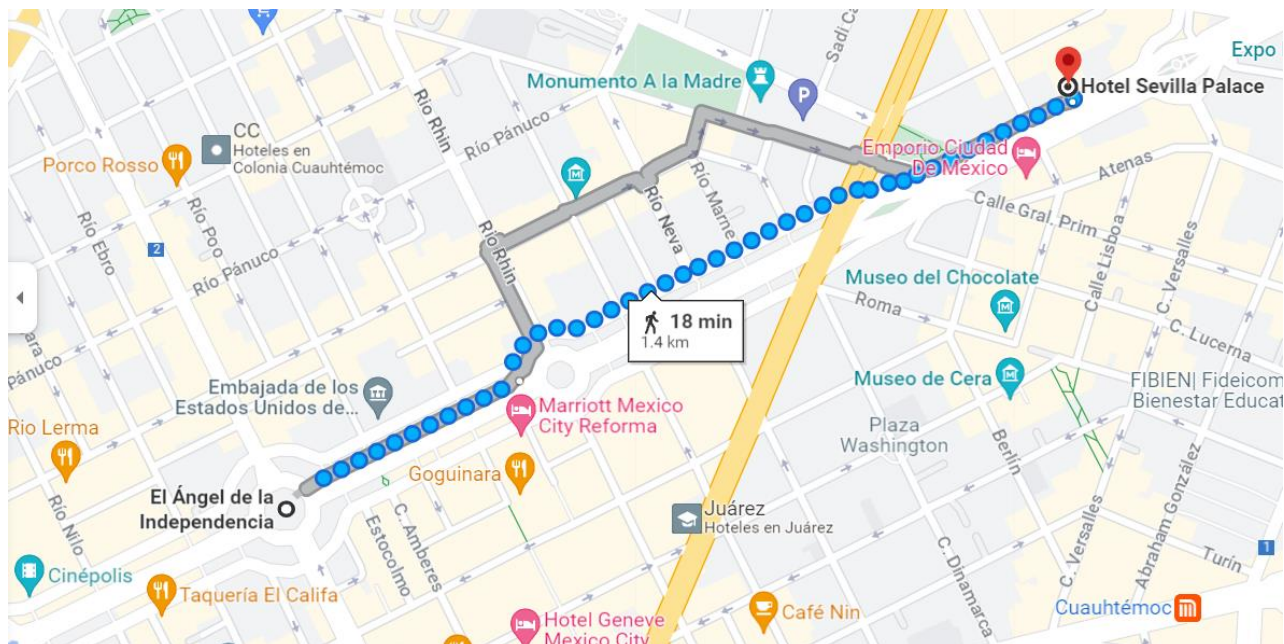 Sadi Ca
Expo
Monumento A la Madre
P
Hotel Sevilla Palace
Río Rhin
Río Pánuco
CC
Hoteles en
Colonia Cuauhtémoc
Porco Rosso
Emporio Ciudad
De México
Atenas
Río Ebro
Río Poo
Río Neva
Río Marne
Calle Gral. Prim
Calle Lisboa
C. Versalles
2
Río Pánuco
Río Rhin
Museo del Chocolate
Roma
18 min
1.4 km
C. Lucerna
Pánuco
Embajada de los
Estados Unidos de...
Museo de Cera
FIBIEN| Fideicom
Bienestar Educat
Marriott Mexico
City Reforma
Rio Lerma
Plaza
Washington
Berlín
Goguinara
El Ángel de la
Independencia
Río Nilo
Estocolmo
C. Amberes
Juárez
Hoteles en Juárez
C. Dinamarca
C. Versalles
Abraham González
Turín
1
Cinépolis
Taquería El Califa
Café Nin
Cuauhtémoc
Hotel Geneve
Mexico City